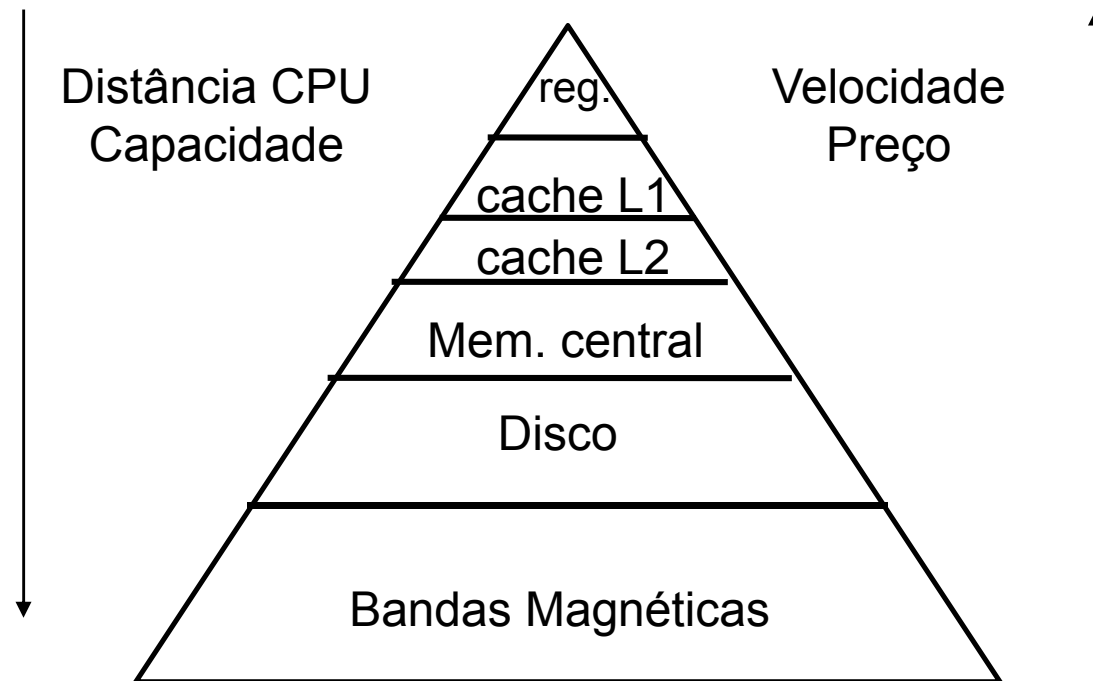 Distância CPU
Capacidade
reg.
Velocidade
Preço
cache L1
cache L2
Mem. central
Disco
Bandas Magnéticas